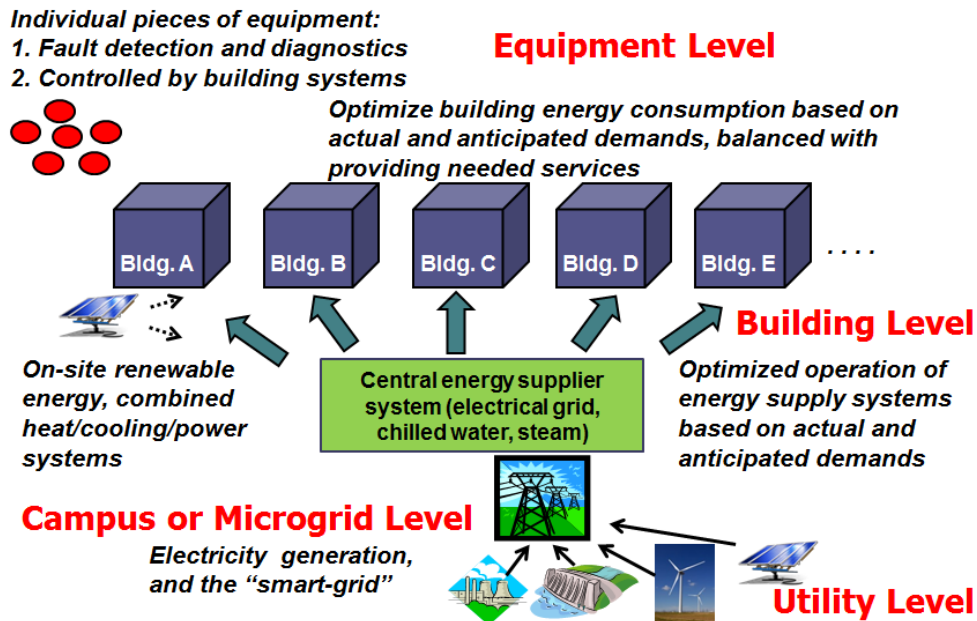 Individual pieces of equipment:
1. Fault detection and diagnostics
2. Controlled by building systems
Equipment Level
Optimize building energy consumption based on
actual and anticipated demands, balanced with
providing needed services
Bldg. A
Bldg. B
Bldg. C
Bldg. D
Bldg. E
. . . .
Building Level
On-site renewable
energy, combined
heat/cooling/power
systems
Central energy supplier
system (electrical grid,
chilled water, steam)
Optimized operation of
energy supply systems
based on actual and
anticipated demands
Campus or Microgrid Level
Electricity generation,
and the “smart-grid”
Utility Level